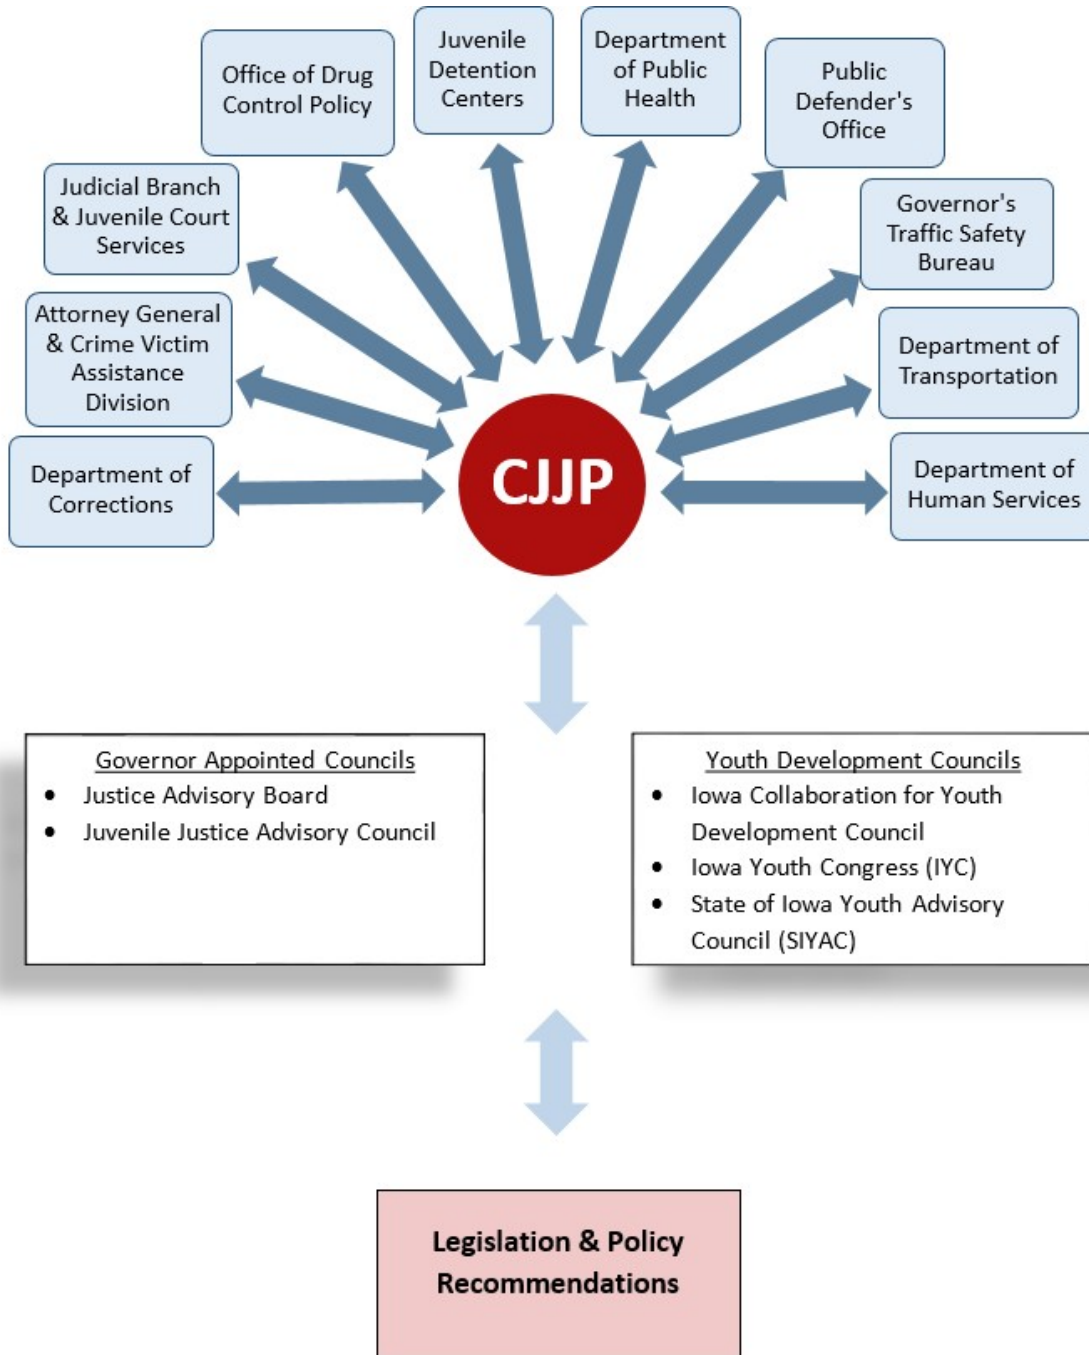 Office of Drug
Control Policy
Juvenile
Detention
Centers
Department
of Public
Health
Public
Defender's
Office
Judicial Branch
& Juvenile Court
Services
Governor's
Traffic Safety
Bureau
Attorney General
& Crime Victim
Assistance
Division
Department of
Transportation
Department of
Corrections
CJJP
Department of
Human Services
Governor Appointed Councils
• Justice Advisory Board
• Juvenile Justice Advisory Council
Youth Development Councils
• Iowa Collaboration for Youth
Development Council
• Iowa Youth Congress (IYC)
• State of Iowa Youth Advisory
Council (SIYAC)
Legislation & Policy
Recommendations